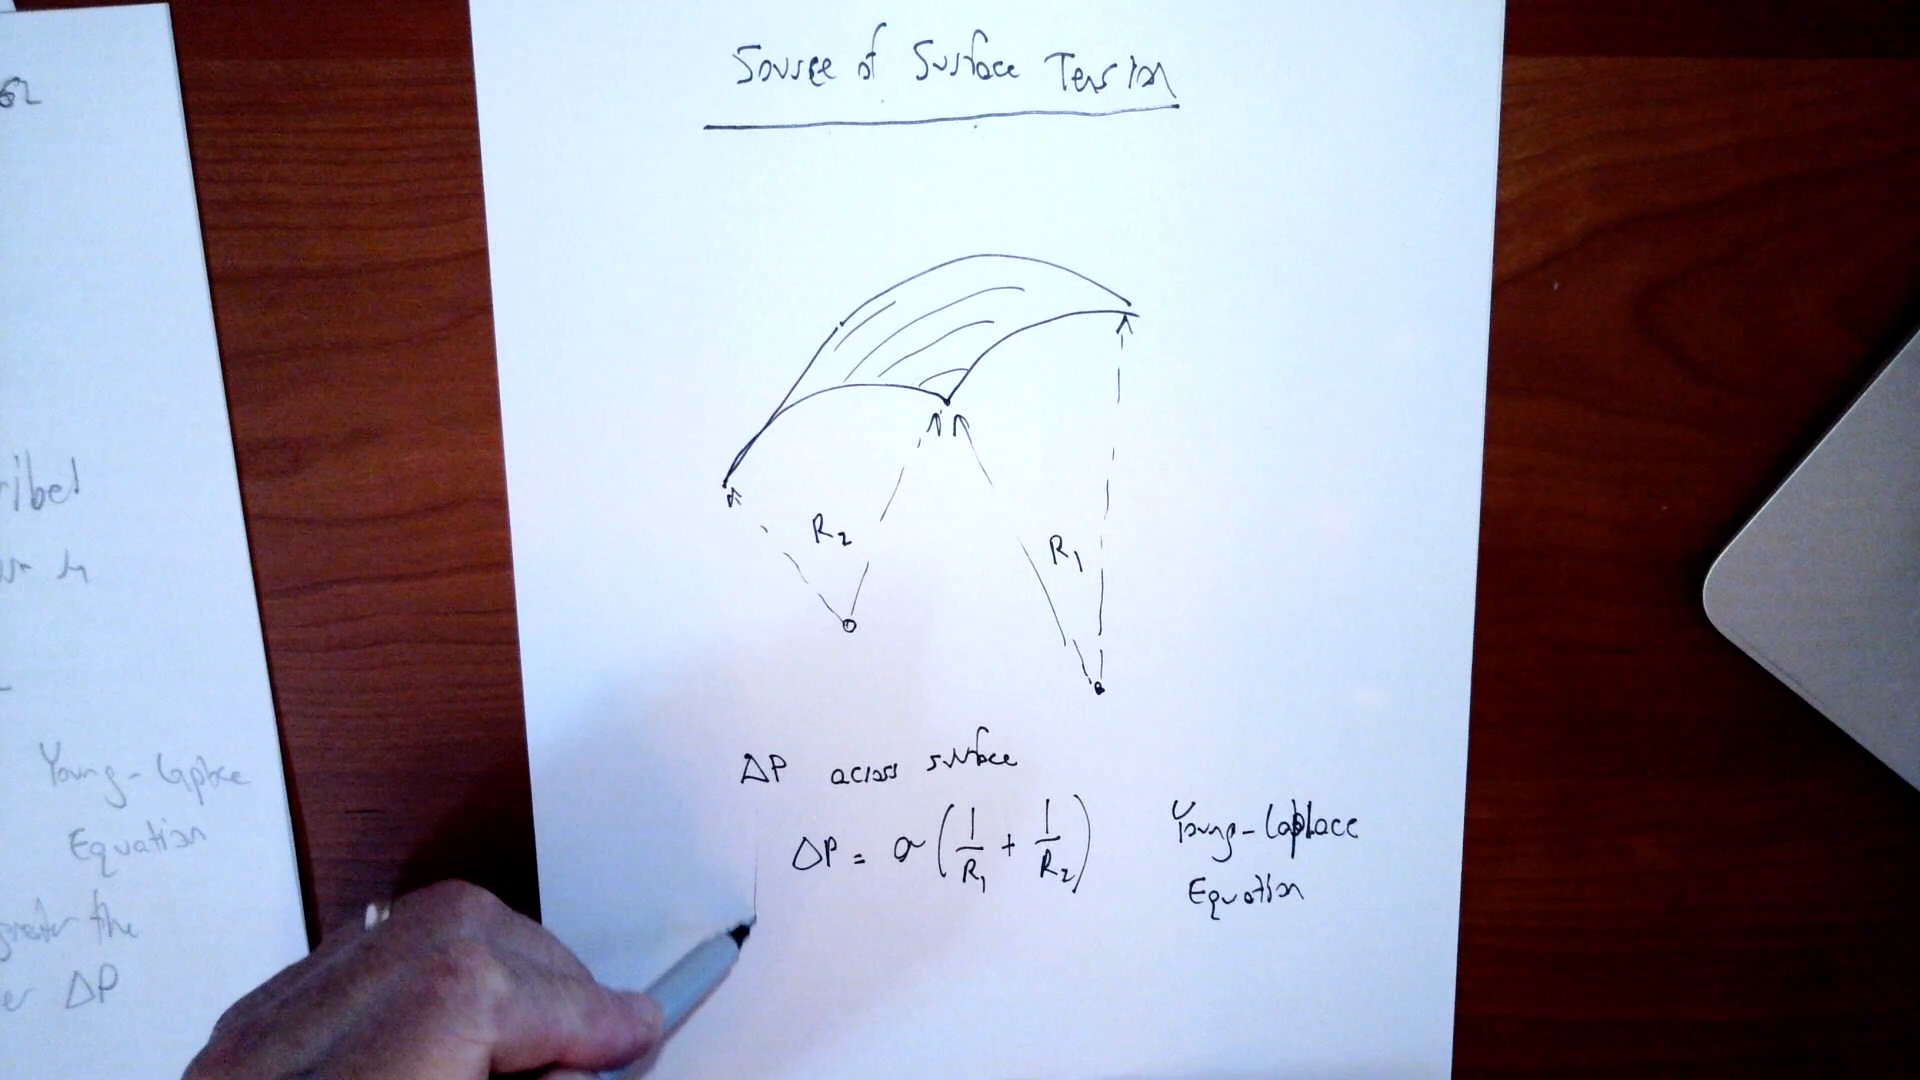 Source of Surface Tension
R₂
R₁
ΔP across surface
ΔP = σ (1/R₁ + 1/R₂)
Young-Laplace
Equation
Young-Laplace
Equation
greater the
ΔP